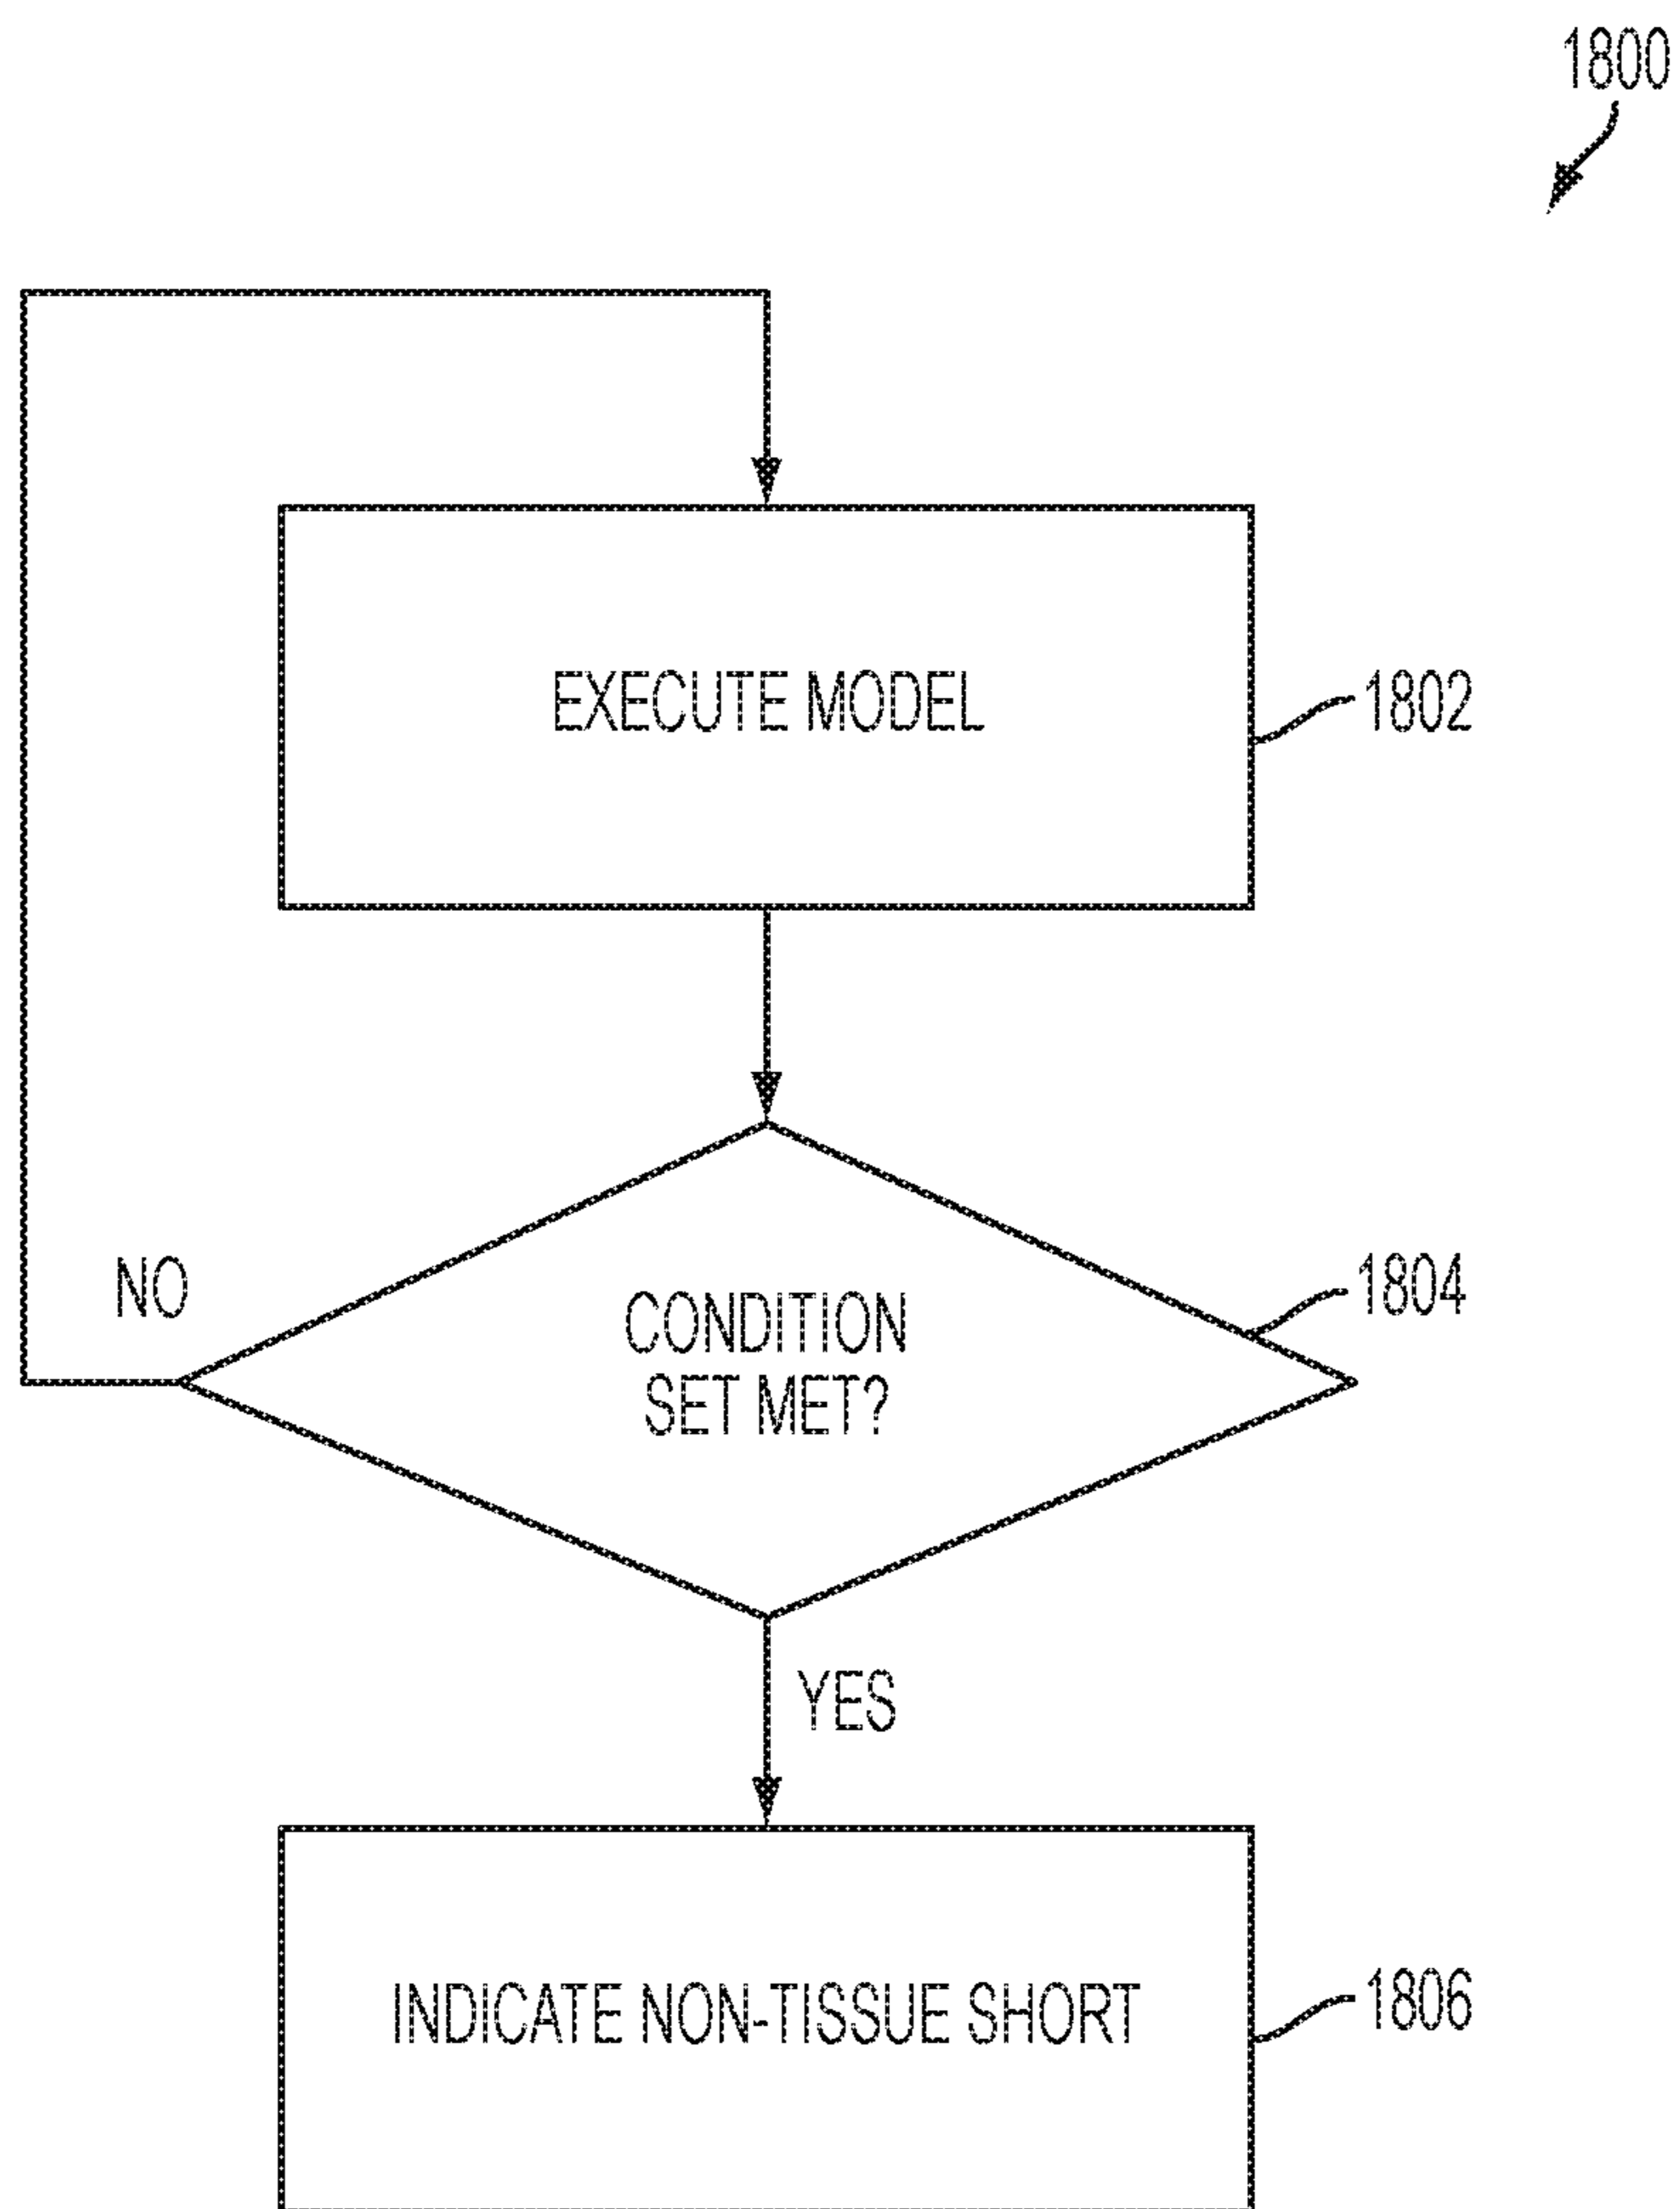 1800
EXECUTE MODEL
1802
NO
CONDITION
SET MET?
1804
YES
INDICATE NON-TISSUE SHORT
1806